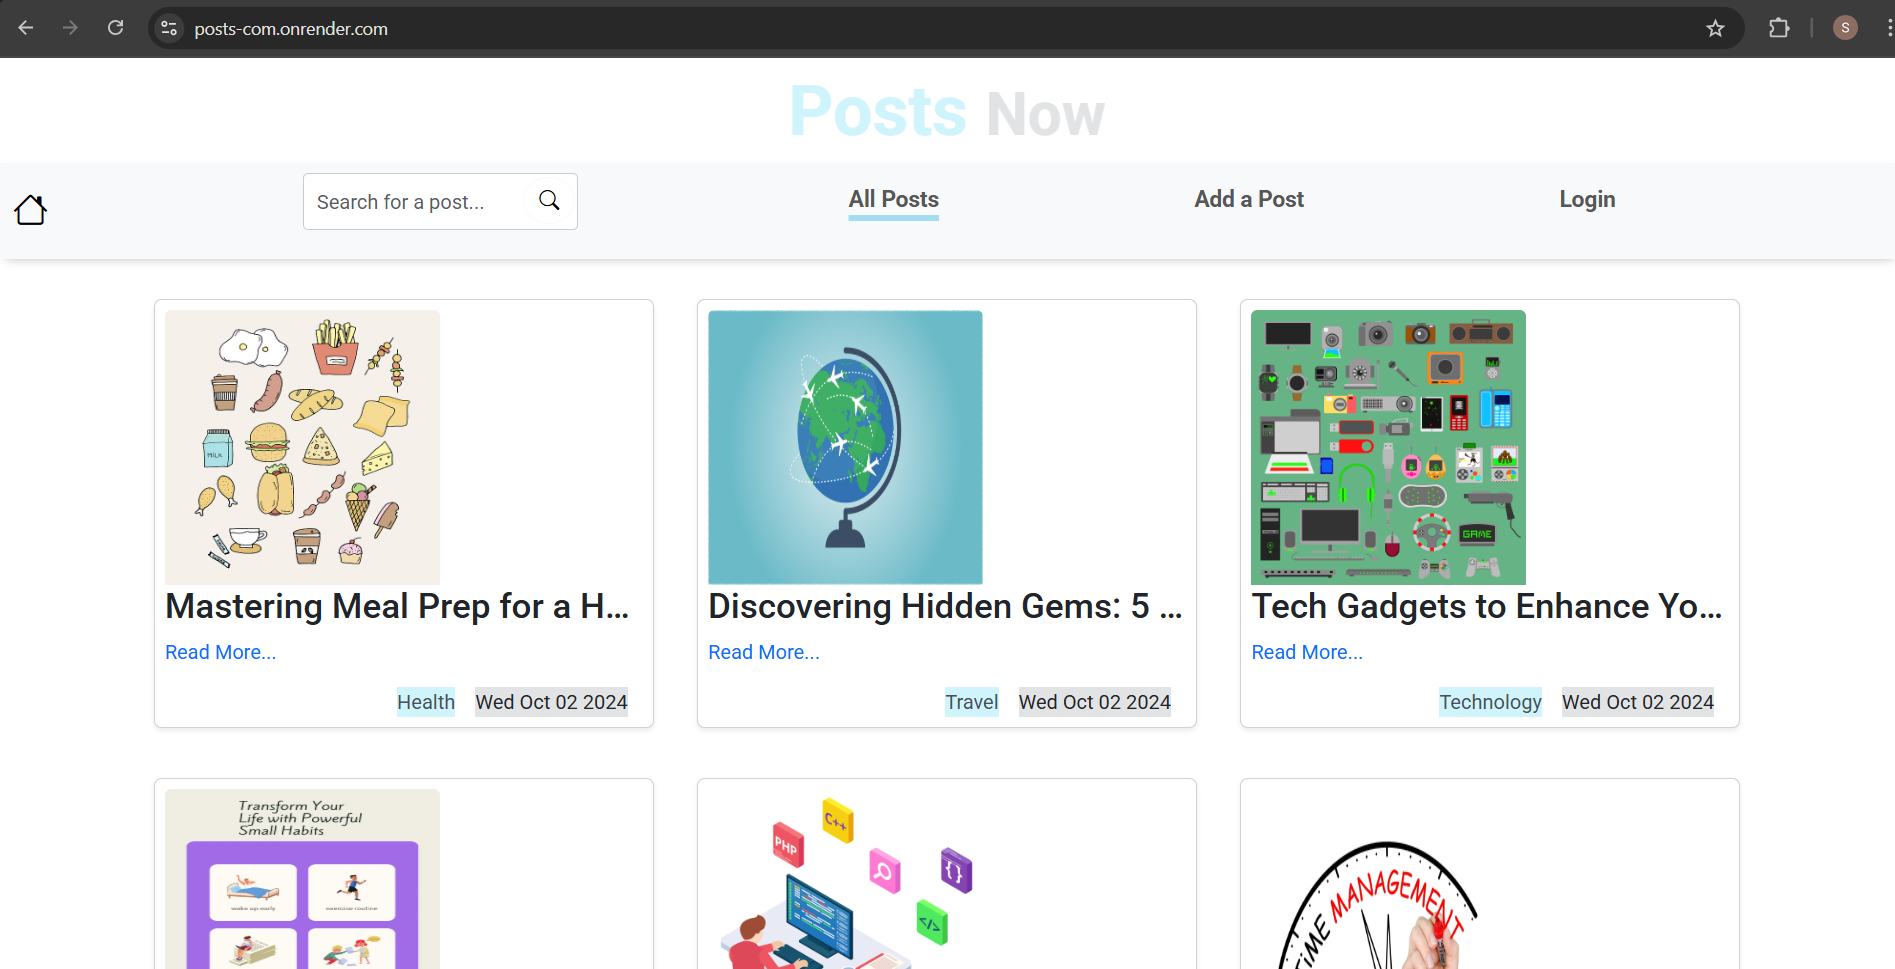 posts-com.onrender.com
S
Posts Now
Search for a post...
All Posts
Add a Post
Login
MILK
GAME
Mastering Meal Prep for a H...
Read More...
Health Wed Oct 02 2024
Discovering Hidden Gems: 5 ...
Read More...
Travel Wed Oct 02 2024
Tech Gadgets to Enhance Yo...
Read More...
Technology Wed Oct 02 2024
Transform Your
Life with Powerful
Small Habits
wake up early
exercise routine
C++
PHP
{}
</>
TIME MANAGEMENT